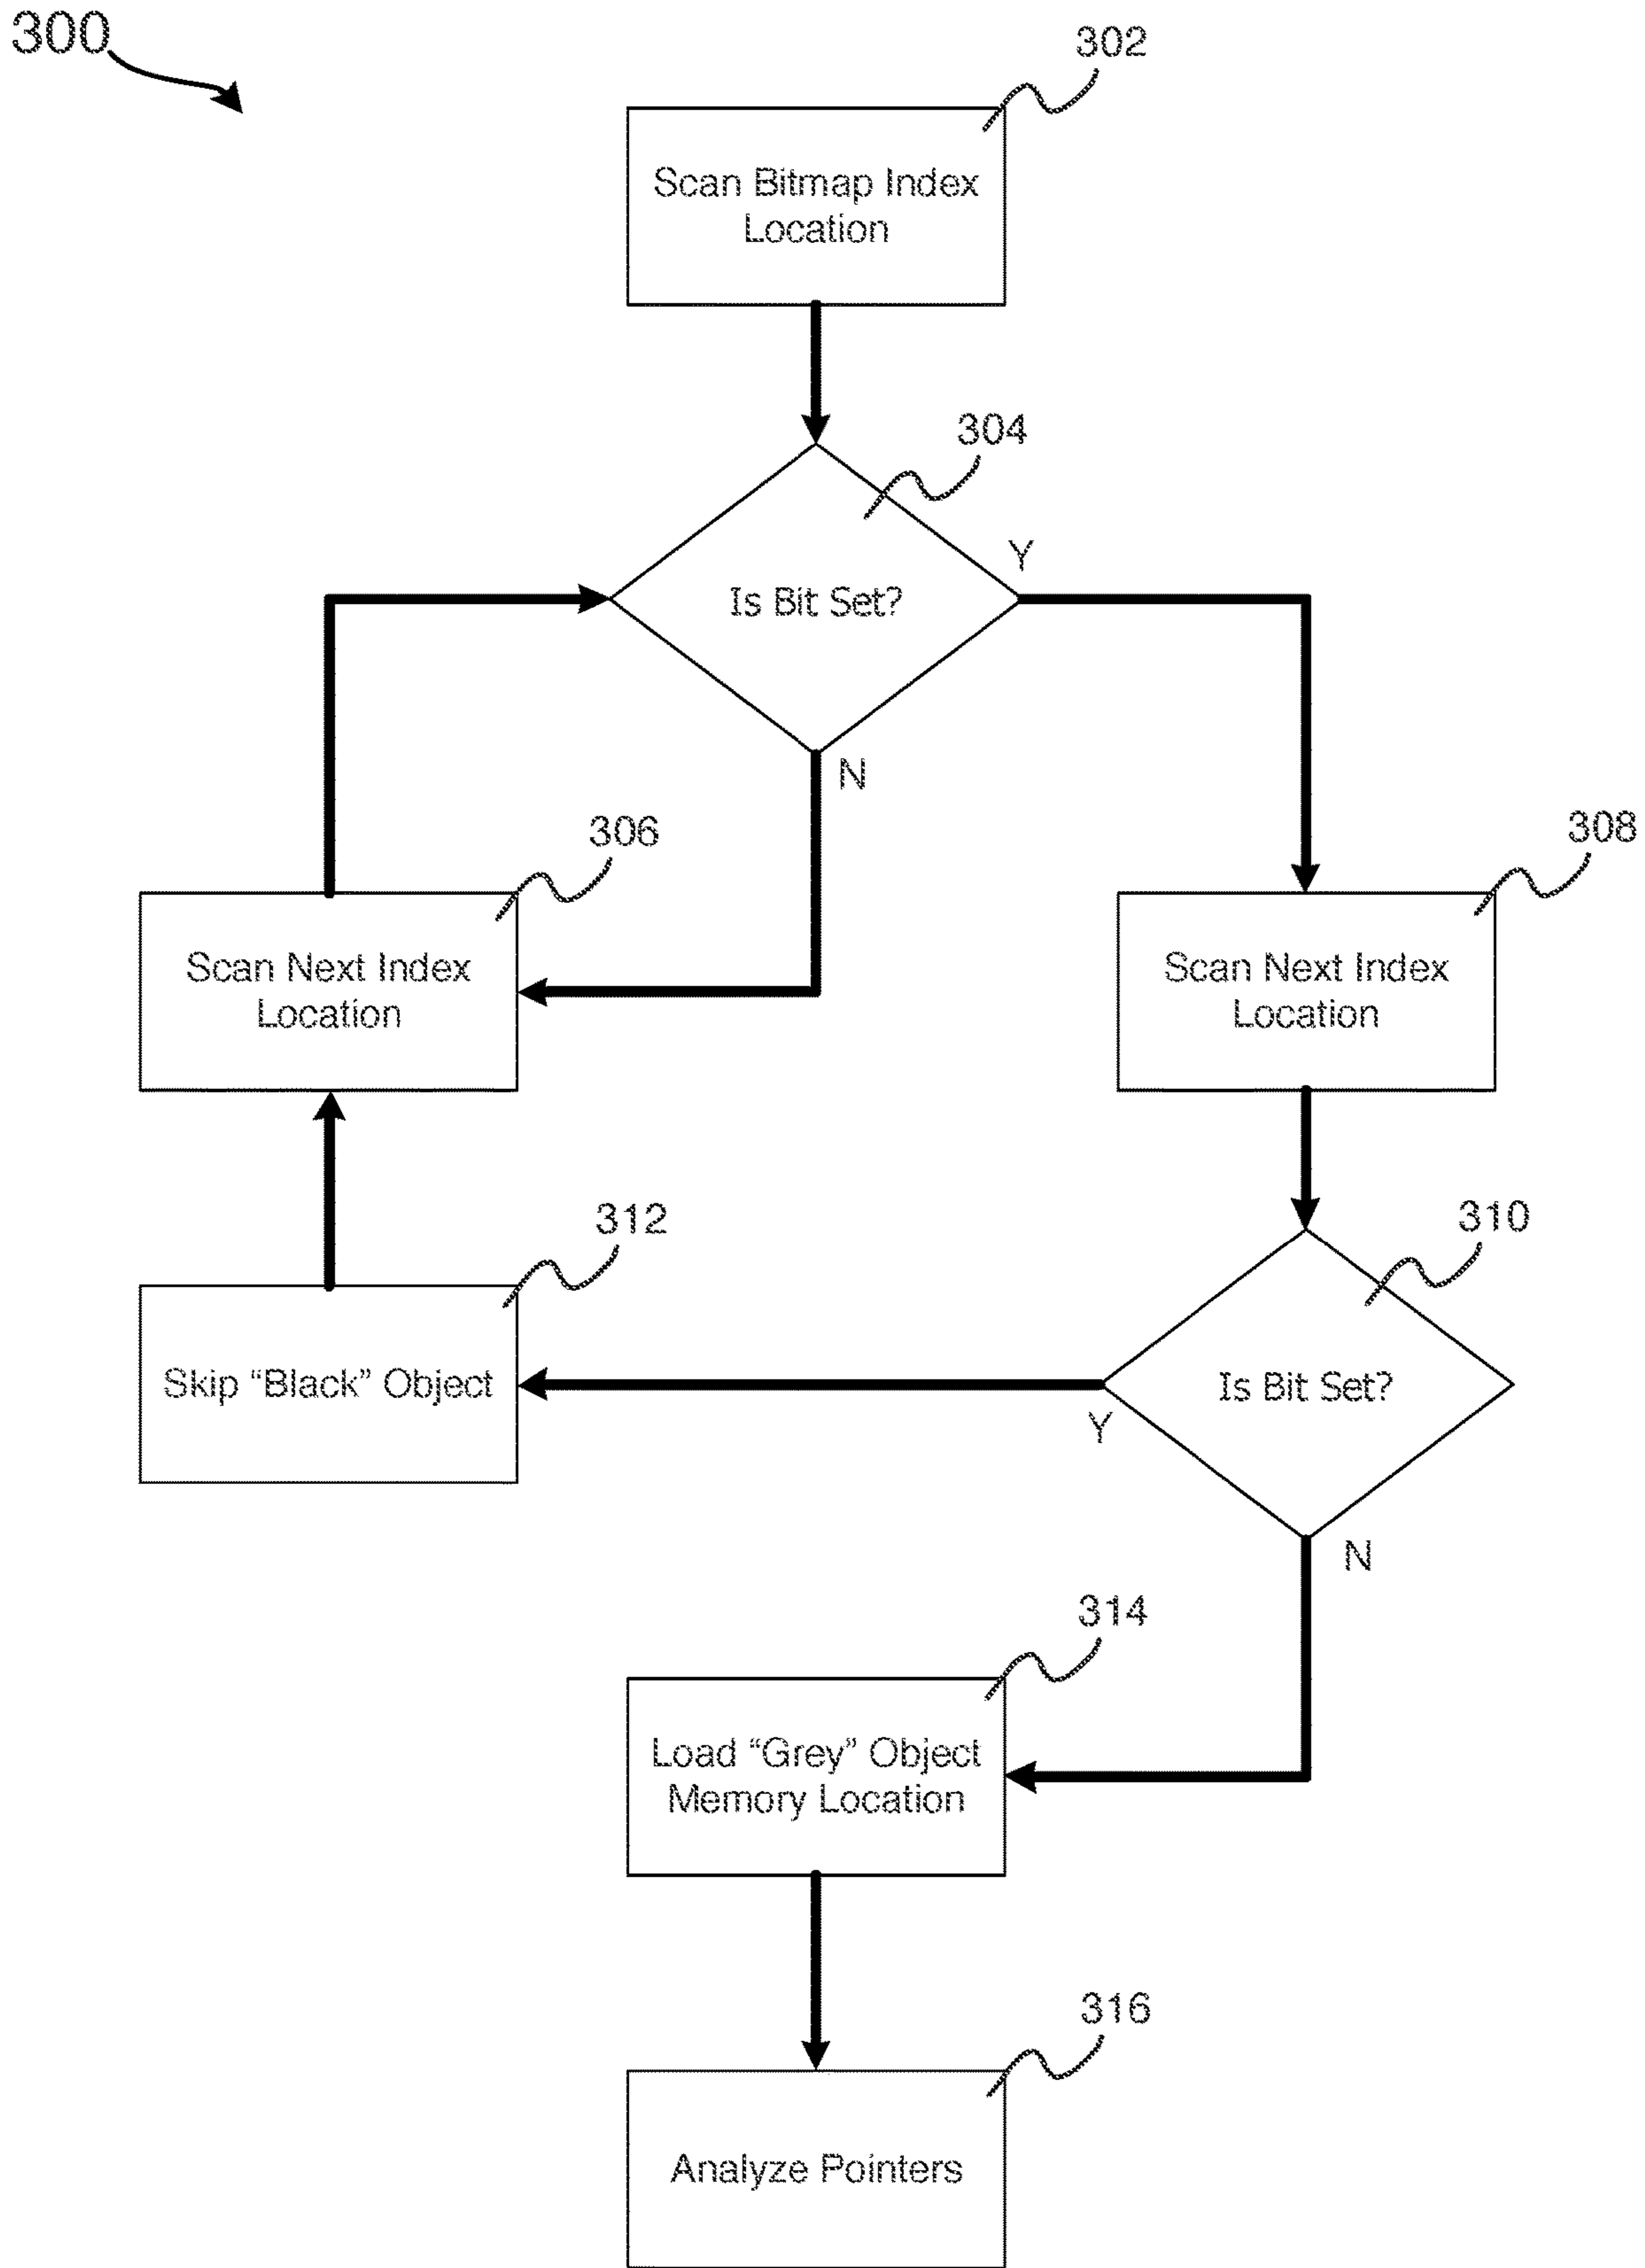 300
302
Scan Bitmap Index
Location
304
Is Bit Set?
Y
N
306
Scan Next Index
Location
308
Scan Next Index
Location
312
Skip “Black” Object
310
Is Bit Set?
Y
N
314
Load “Grey” Object
Memory Location
316
Analyze Pointers